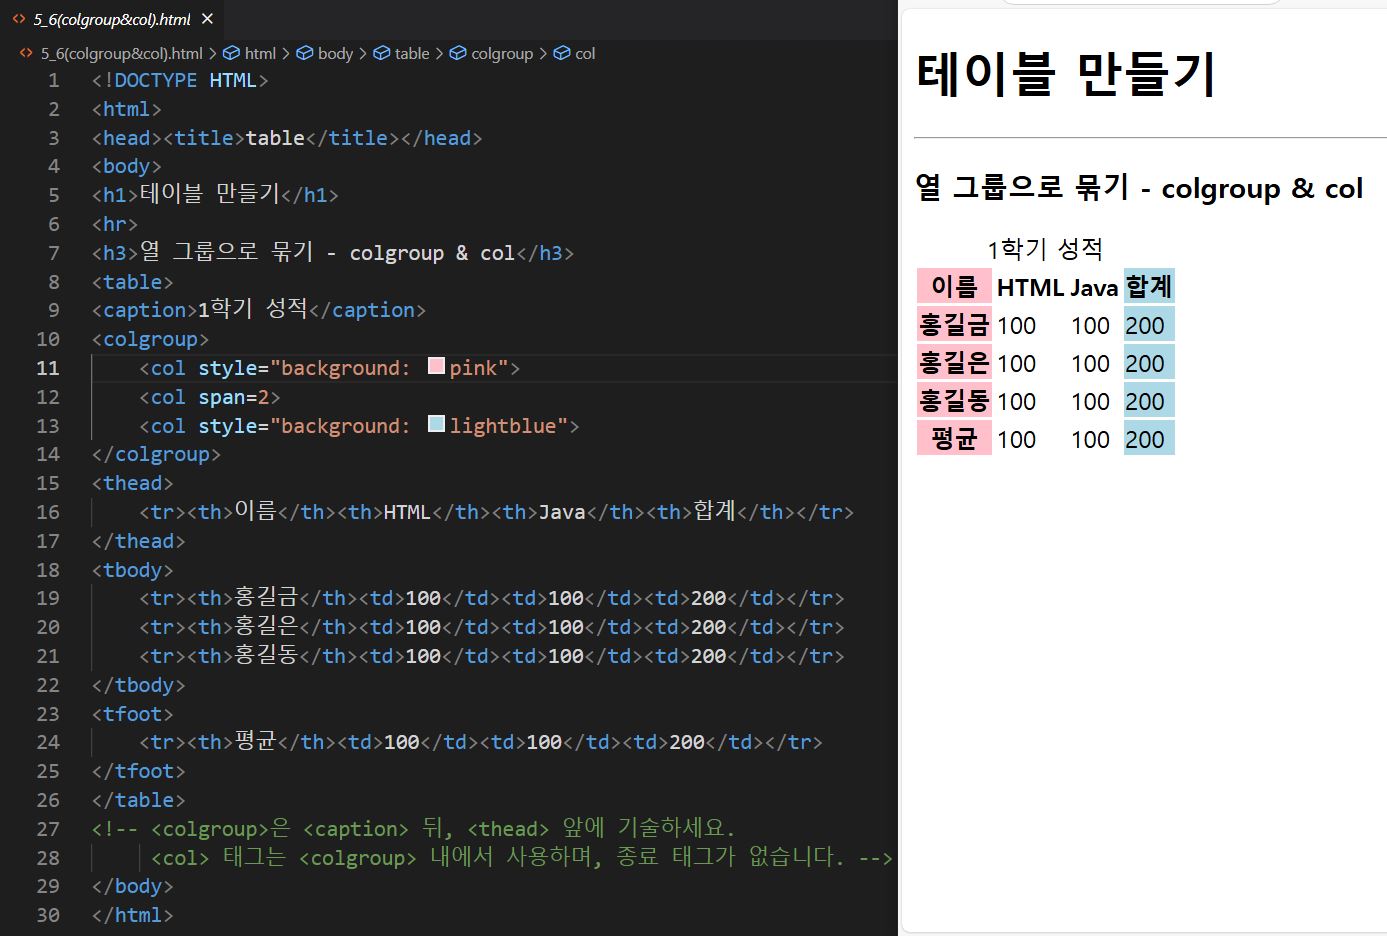 5_6(colgroup&col).html
5_6(colgroup&col).html > html > body > table > colgroup > col
1 <!DOCTYPE HTML>
2 <html>
3 <head><title>table</title></head>
4 <body>
5 <h1>테이블 만들기</h1>
6 <hr>
7 <h3>열 그룹으로 묶기 - colgroup & col</h3>
8 <table>
9 <caption>1학기 성적</caption>
10 <colgroup>
11     <col style="background: pink">
12     <col span=2>
13     <col style="background: lightblue">
14 </colgroup>
15 <thead>
16     <tr><th>이름</th><th>HTML</th><th>Java</th><th>합계</th></tr>
17 </thead>
18 <tbody>
19     <tr><th>홍길금</th><td>100</td><td>100</td><td>200</td></tr>
20     <tr><th>홍길은</th><td>100</td><td>100</td><td>200</td></tr>
21     <tr><th>홍길동</th><td>100</td><td>100</td><td>200</td></tr>
22 </tbody>
23 <tfoot>
24     <tr><th>평균</th><td>100</td><td>100</td><td>200</td></tr>
25 </tfoot>
26 </table>
27 <!-- <colgroup>은 <caption> 뒤, <thead> 앞에 기술하세요.
28      <col> 태그는 <colgroup> 내에서 사용하며, 종료 태그가 없습니다. -->
29 </body>
30 </html>
테이블 만들기
열 그룹으로 묶기 - colgroup & col
1학기 성적
이름 HTML Java 합계
홍길금 100 100 200
홍길은 100 100 200
홍길동 100 100 200
평균 100 100 200